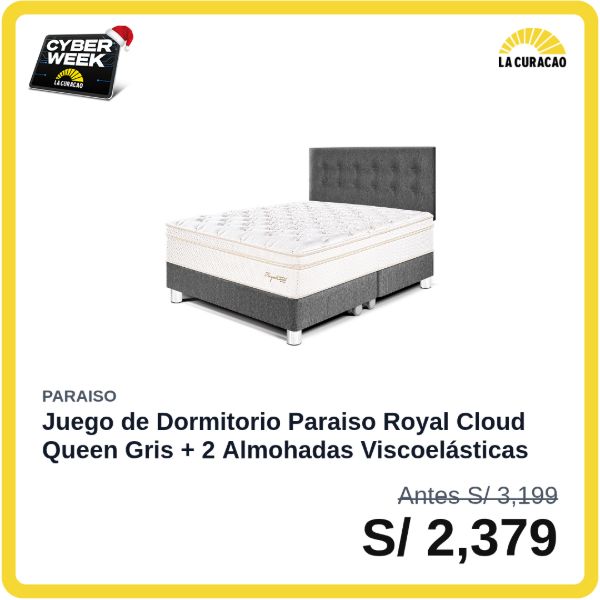 CYBER
WEEK
LA CURACAO
LA CURACAO
PARAISO
Juego de Dormitorio Paraiso Royal Cloud
Queen Gris + 2 Almohadas Viscoelásticas
Antes S/ 3,199
S/ 2,379